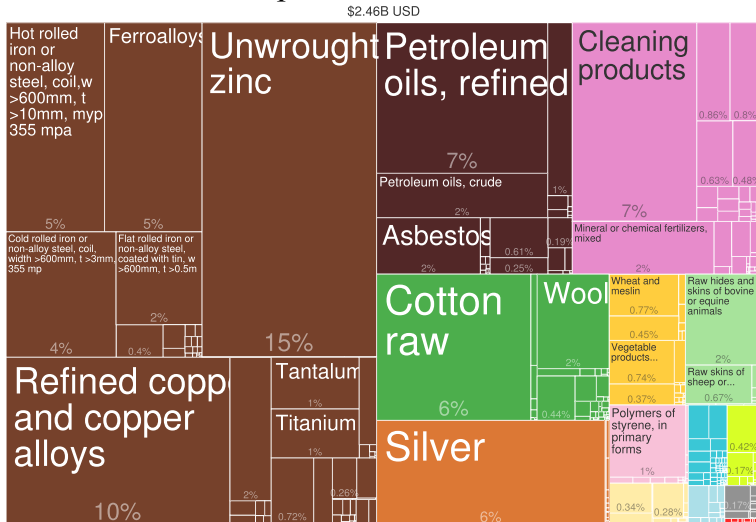 $2.46B USD
Hot rolled
iron or
non-alloy
steel, coil,w
>600mm, t
>10mm, myp
355 mpa
5%
Ferroalloys
5%
Cold rolled iron or
non-alloy steel, coil,
width >600mm, t >3mm,
355 mp
4%
Flat rolled iron or
non-alloy steel,
coated with tin, w
>600mm, t >0.5m
2%
0.4%
Unwrought
zinc
15%
Refined copp
and copper
alloys
10%
2%
Tantalum
1%
Titanium
1%
0.72%
0.26%
Petroleum
oils, refined
7%
Petroleum oils, crude
2%
1%
Asbestos
2%
0.61%
0.25%
0.19%
Cleaning
products
7%
0.86%
0.8%
0.63%
0.48%
Mineral or chemical fertilizers,
mixed
2%
Cotton
raw
6%
Wool
2%
0.44%
Silver
6%
Wheat and
meslin
0.77%
0.45%
Vegetable
products...
0.74%
0.37%
Raw hides and
skins of bovine
or equine
animals
2%
Raw skins of
sheep or...
0.67%
Polymers of
styrene, in
primary
forms
1%
0.34%
0.28%
0.42%
0.17%
0.17%